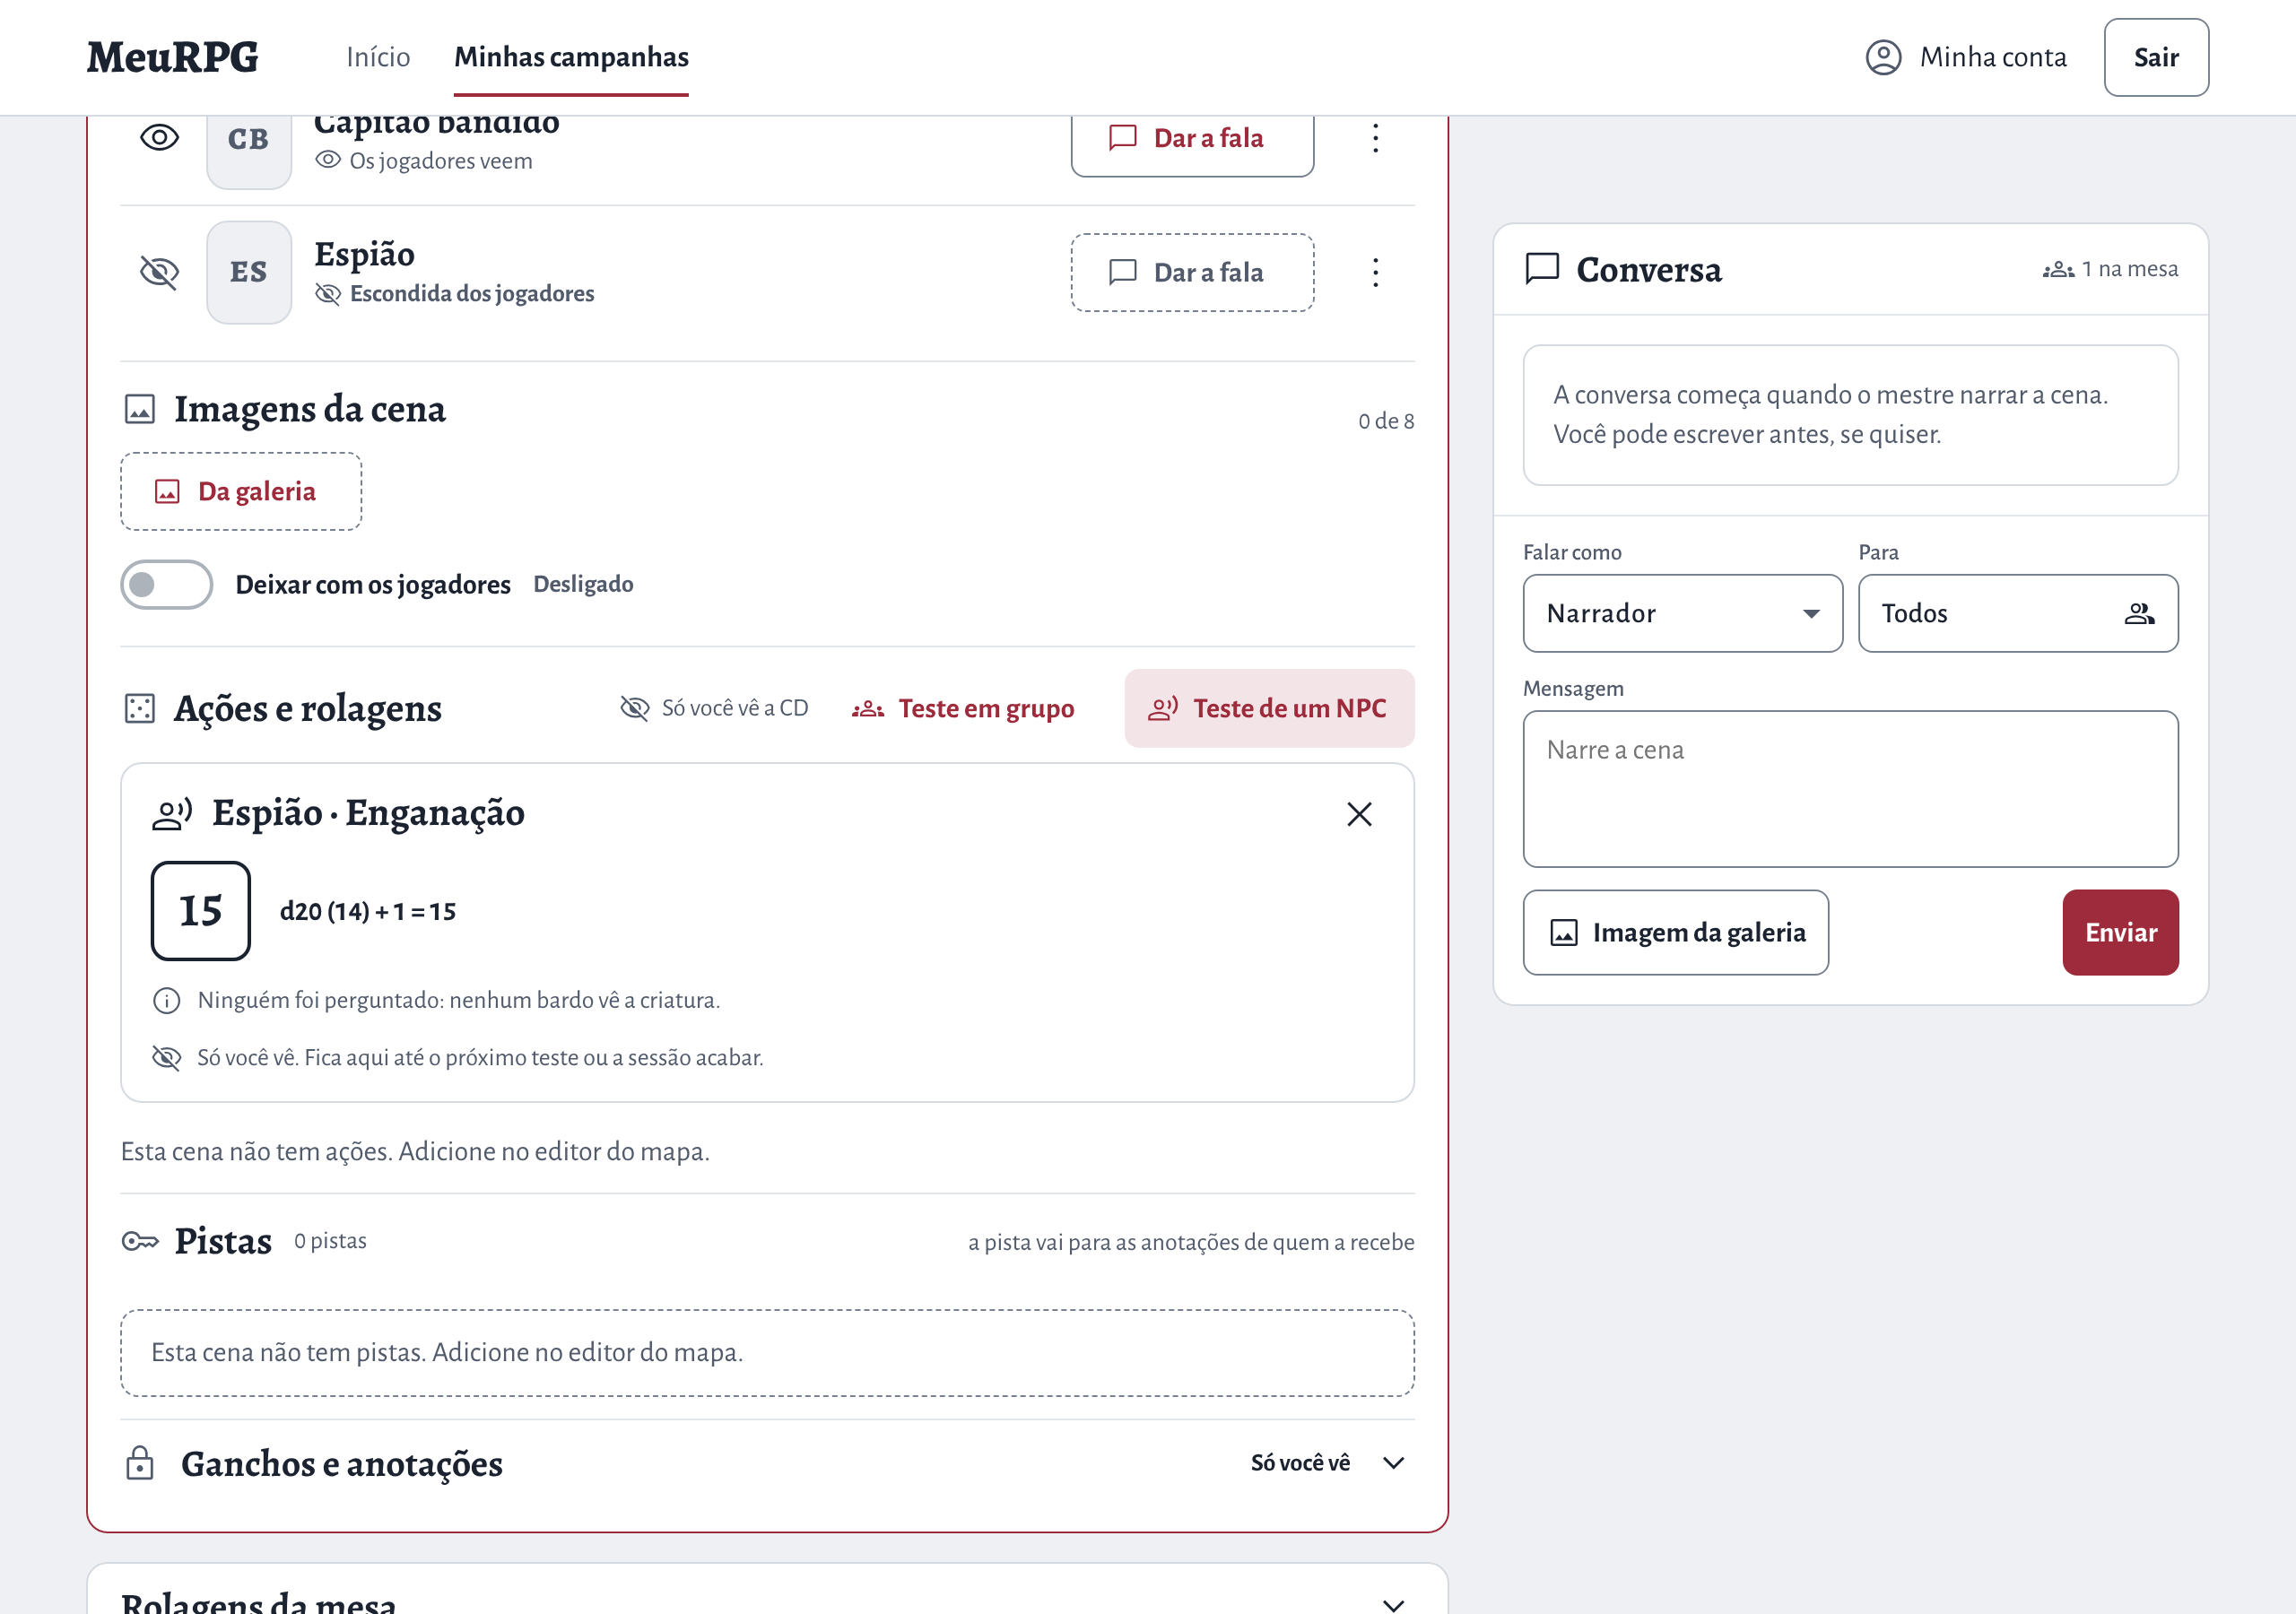 MeuRPG
Início
Minhas campanhas
Minha conta
Sair
CB
Capitão bandido
Os jogadores veem
Dar a fala
ES
Espião
Escondida dos jogadores
Dar a fala
Imagens da cena
0 de 8
Da galeria
Deixar com os jogadores
Desligado
Ações e rolagens
Só você vê a CD
Teste em grupo
Teste de um NPC
Espião · Enganação
15
d20 (14) + 1 = 15
Ninguém foi perguntado: nenhum bardo vê a criatura.
Só você vê. Fica aqui até o próximo teste ou a sessão acabar.
Esta cena não tem ações. Adicione no editor do mapa.
Pistas
0 pistas
a pista vai para as anotações de quem a recebe
Esta cena não tem pistas. Adicione no editor do mapa.
Ganchos e anotações
Só você vê
Rolagens da mesa
Conversa
1 na mesa
A conversa começa quando o mestre narrar a cena.
Você pode escrever antes, se quiser.
Falar como
Para
Narrador
Todos
Mensagem
Narre a cena
Imagem da galeria
Enviar